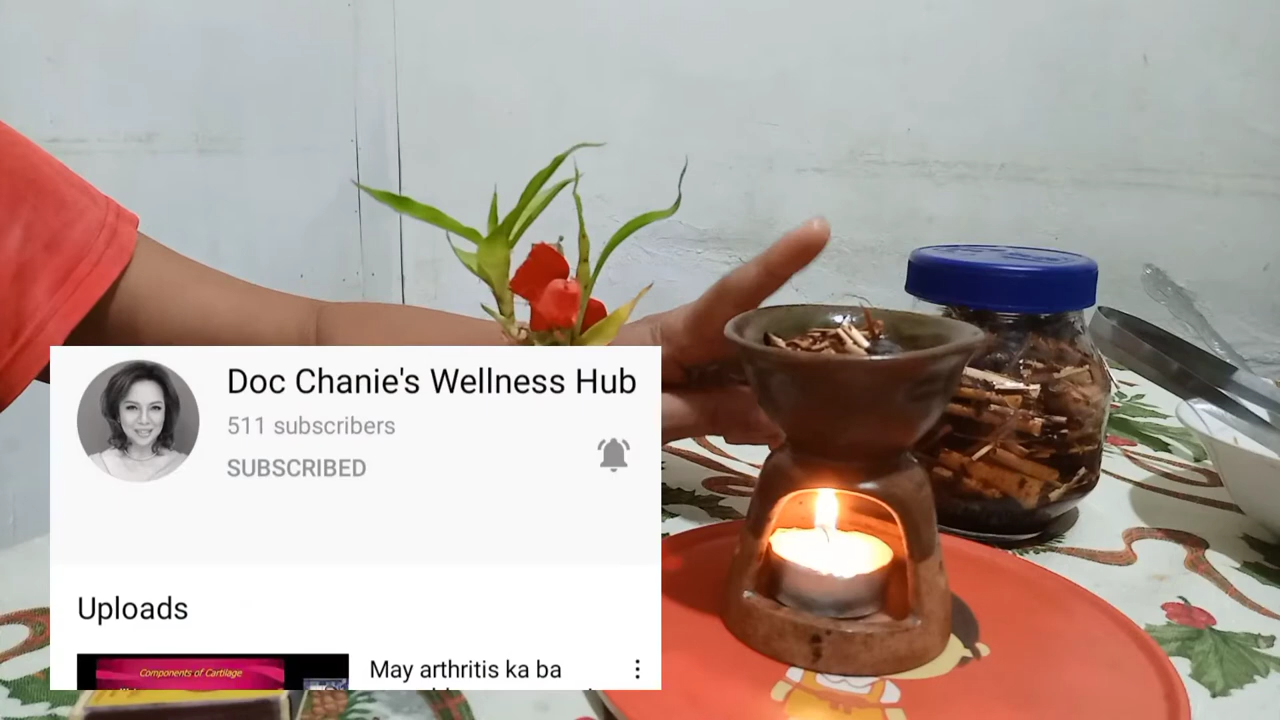 Doc Chanie's Wellness Hub
511 subscribers
SUBSCRIBED
Uploads
Components of Cartilage
May arthritis ka ba